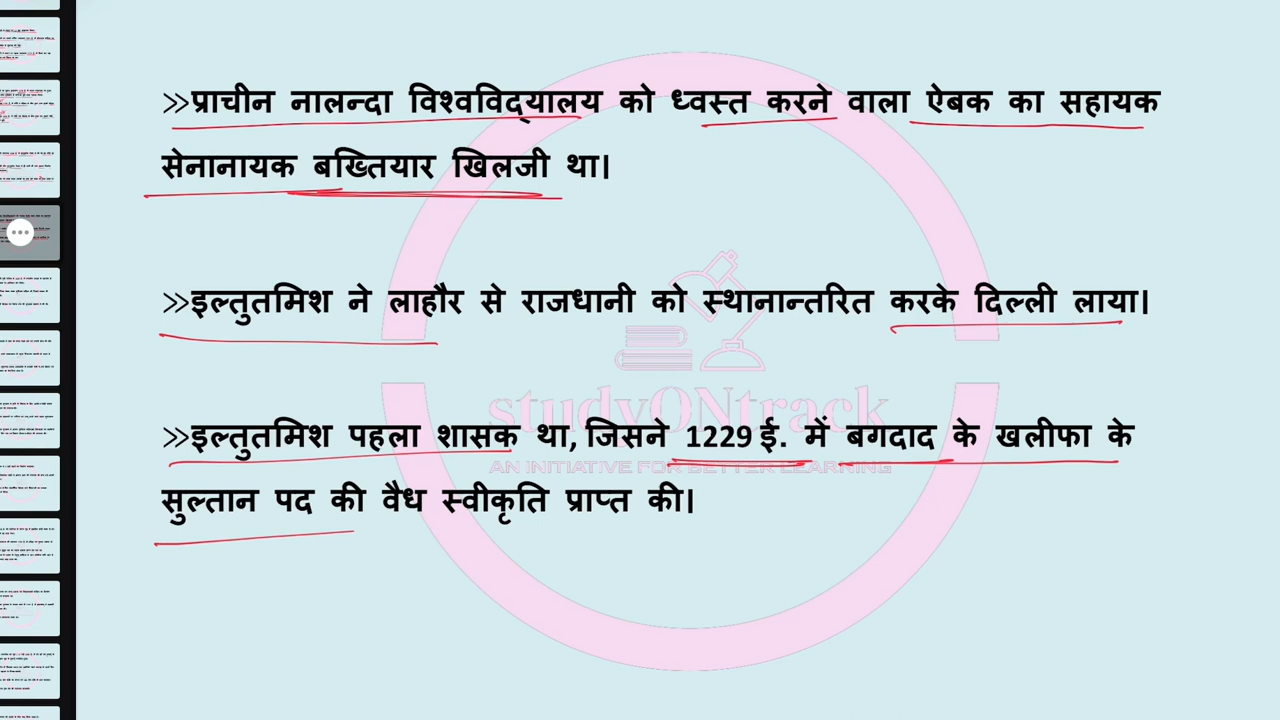 ≫प्राचीन नालन्दा विश्वविद्यालय को ध्वस्त करने वाला ऐबक का सहायक
सेनानायक बख्तियार खिलजी था।
≫इल्तुतमिश ने लाहौर से राजधानी को स्थानान्तरित करके दिल्ली लाया।
studyONtrack
≫इल्तुतमिश पहला शासक था, जिसने 1229 ई. में बगदाद के खलीफा के
AN INITIATIVE FOR BETTER LEARNING
सुल्तान पद की वैध स्वीकृति प्राप्त की।